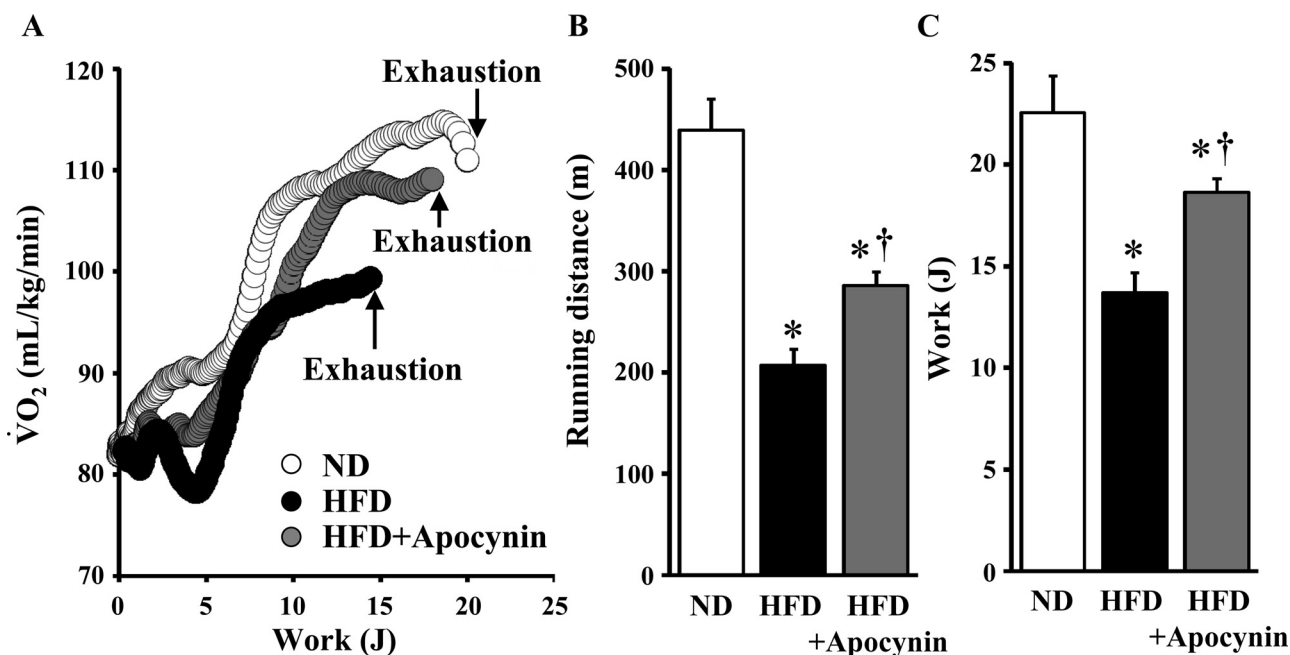 A
V̇O2 (mL/kg/min)
120
110
100
90
80
70
0
5
10
15
20
25
Work (J)
Exhaustion
Exhaustion
Exhaustion
ND
HFD
HFD+Apocynin
B
Running distance (m)
500
400
300
200
100
0
*
*†
ND
HFD
HFD
+Apocynin
C
Work (J)
25
20
15
10
5
0
*
*†
ND
HFD
HFD
+Apocynin